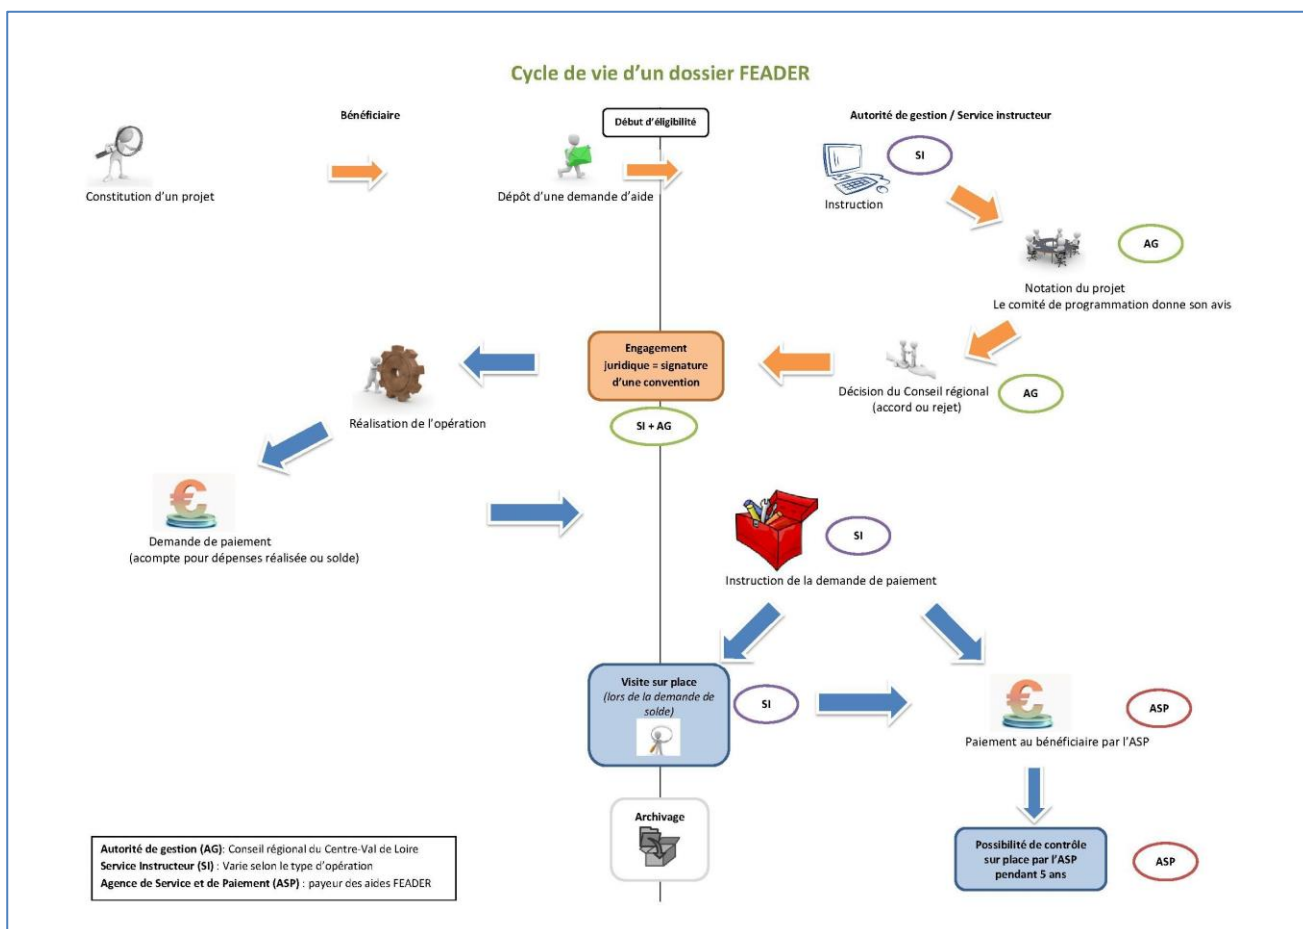 Cycle de vie d'un dossier FEADER
Bénéficiaire
Début d'éligibilité
Autorité de gestion / Service instructeur
SI
Constitution d'un projet
Dépôt d'une demande d'aide
Instruction
AG
Notation du projet
Le comité de programmation donne son avis
Engagement
juridique = signature
d'une convention
Décision du Conseil régional
(accord ou rejet)
AG
Réalisation de l'opération
SI + AG
Demande de paiement
(acompte pour dépenses réalisée ou solde)
SI
Instruction de la demande de paiement
Visite sur place
(lors de la demande de
solde)
SI
ASP
Paiement au bénéficiaire par l'ASP
Archivage
Possibilité de contrôle
sur place par l'ASP
pendant 5 ans
ASP
Autorité de gestion (AG): Conseil régional du Centre-Val de Loire
Service Instructeur (SI) : Varie selon le type d'opération
Agence de Service et de Paiement (ASP) : payeur des aides FEADER